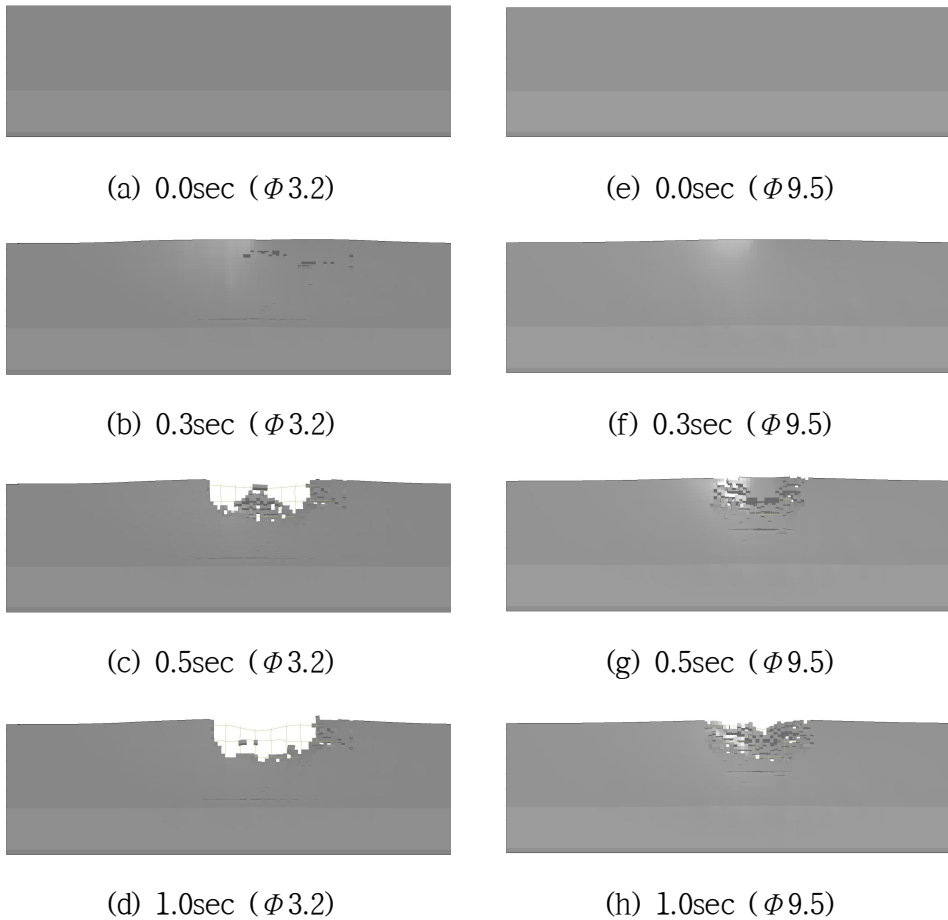 (a) 0.0sec (Φ3.2)
(e) 0.0sec (Φ9.5)
(b) 0.3sec (Φ3.2)
(f) 0.3sec (Φ9.5)
(c) 0.5sec (Φ3.2)
(g) 0.5sec (Φ9.5)
(d) 1.0sec (Φ3.2)
(h) 1.0sec (Φ9.5)